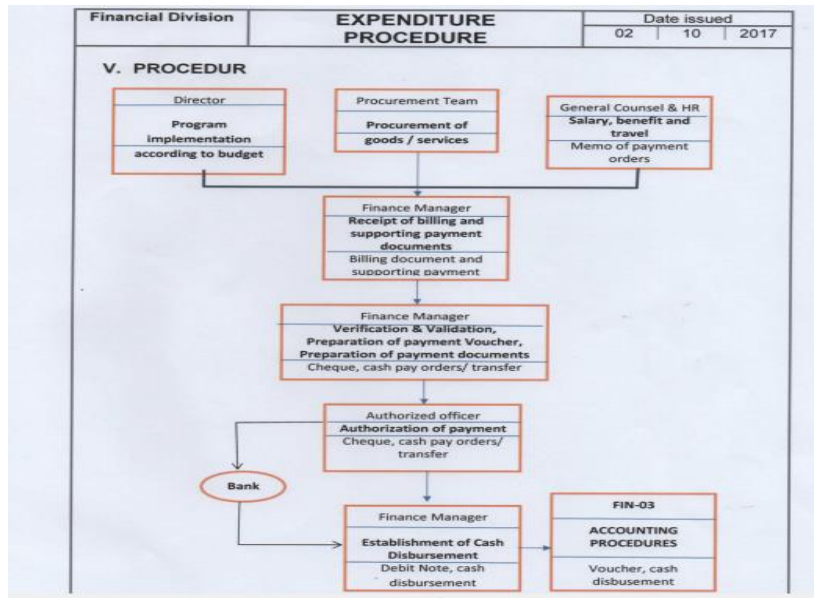 Financial Division
EXPENDITURE
PROCEDURE
Date issued
02 10 2017
V. PROCEDUR
Director
Program
implementation
according to budget
Procurement Team
Procurement of
goods / services
General Counsel & HR
Salary, benefit and
travel
Memo of payment
orders
Finance Manager
Receipt of billing and
supporting payment
documents
Billing document and
supporting payment
Finance Manager
Verification & Validation,
Preparation of payment Voucher,
Preparation of payment documents
Cheque, cash pay orders/ transfer
Authorized officer
Authorization of payment
Cheque, cash pay orders/
transfer
Bank
Finance Manager
Establishment of Cash
Disbursement
Debit Note, cash
disbursement
FIN-03
ACCOUNTING
PROCEDURES
Voucher, cash
disbusement